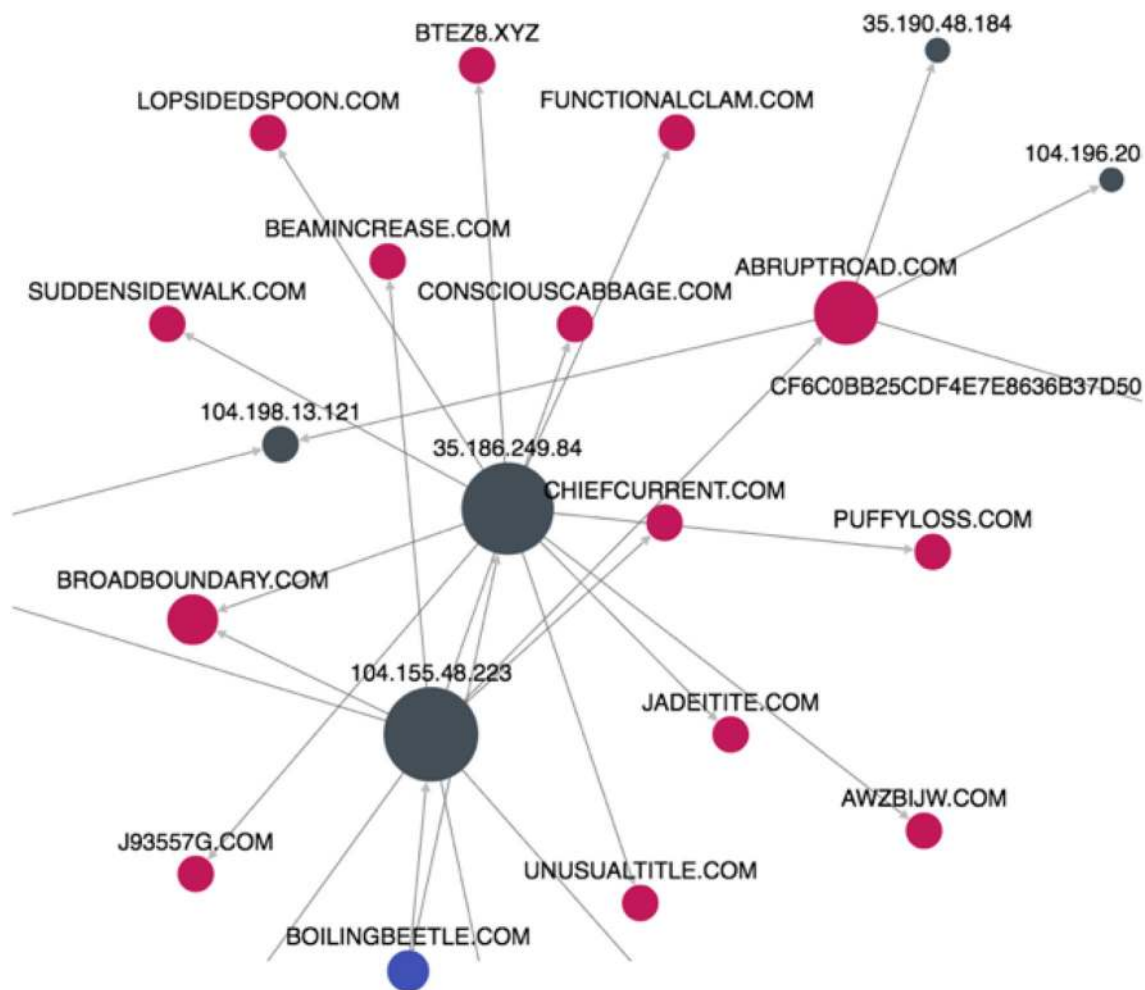 35.190.48.184
BTEZ8.XYZ
LOPSIDEDSPOON.COM
FUNCTIONALCLAM.COM
104.196.20
BEAMINCREASE.COM
ABRUPTROAD.COM
SUDDENSIDEWALK.COM
CONSCIOUSCABBAGE.COM
CF6C0BB25CDF4E7E8636B37D50
104.198.13.121
35.186.249.84
CHIEFCURRENT.COM
PUFFYLOSS.COM
BROADBOUNDARY.COM
104.155.48.223
JADEITITE.COM
AWZBIJW.COM
J93557G.COM
UNUSUALTITLE.COM
BOILINGBEETLE.COM